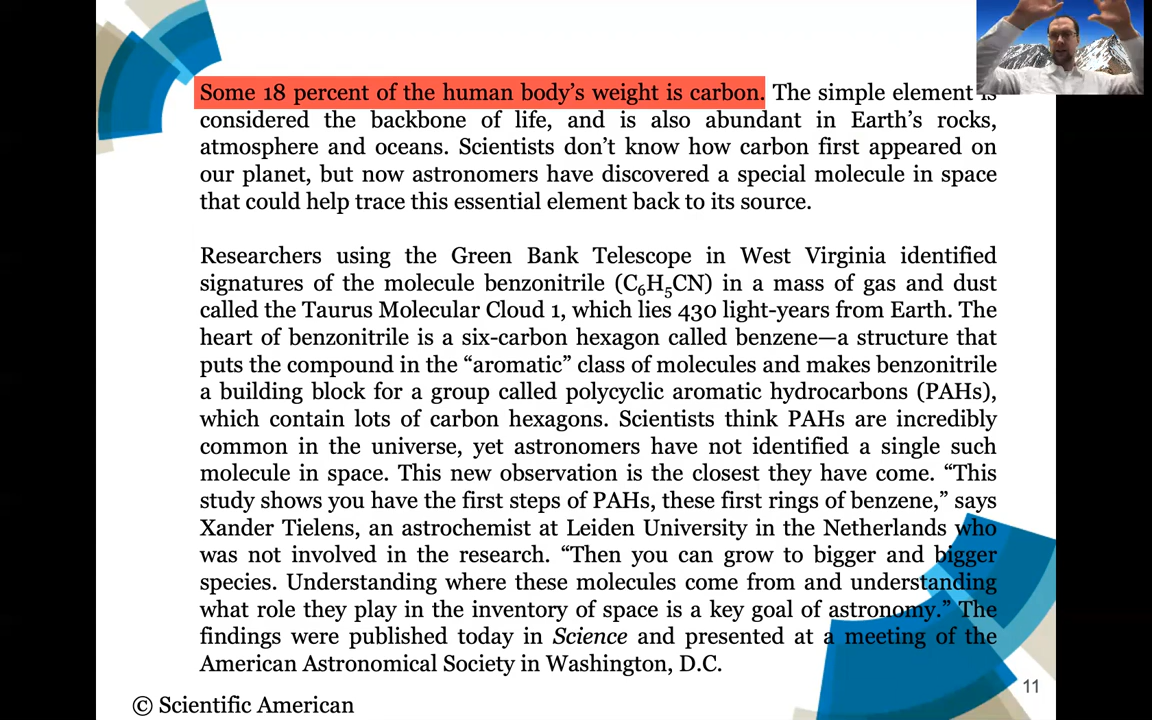 Some 18 percent of the human body’s weight is carbon. The simple element is
considered the backbone of life, and is also abundant in Earth’s rocks,
atmosphere and oceans. Scientists don’t know how carbon first appeared on
our planet, but now astronomers have discovered a special molecule in space
that could help trace this essential element back to its source.
Researchers using the Green Bank Telescope in West Virginia identified
signatures of the molecule benzonitrile (C₆H₅CN) in a mass of gas and dust
called the Taurus Molecular Cloud 1, which lies 430 light-years from Earth. The
heart of benzonitrile is a six-carbon hexagon called benzene—a structure that
puts the compound in the “aromatic” class of molecules and makes benzonitrile
a building block for a group called polycyclic aromatic hydrocarbons (PAHs),
which contain lots of carbon hexagons. Scientists think PAHs are incredibly
common in the universe, yet astronomers have not identified a single such
molecule in space. This new observation is the closest they have come. “This
study shows you have the first steps of PAHs, these first rings of benzene,” says
Xander Tielens, an astrochemist at Leiden University in the Netherlands who
was not involved in the research. “Then you can grow to bigger and bigger
species. Understanding where these molecules come from and understanding
what role they play in the inventory of space is a key goal of astronomy.” The
findings were published today in Science and presented at a meeting of the
American Astronomical Society in Washington, D.C.
11
© Scientific American